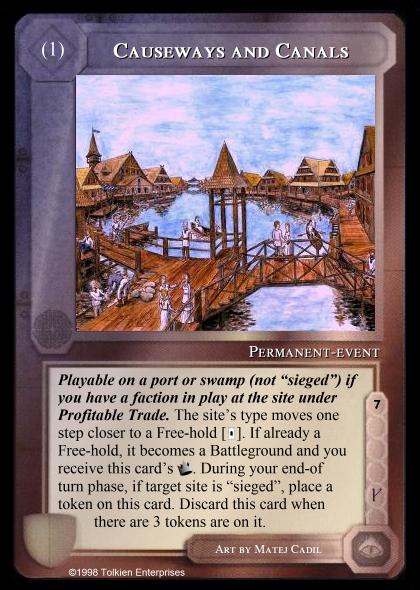 (1)
CAUSEWAYS AND CANALS
PERMANENT-EVENT
Playable on a port or swamp (not “sieged”) if
you have a faction in play at the site under
Profitable Trade. The site's type moves one
step closer to a Free-hold [ ]. If already a
Free-hold, it becomes a Battleground and you
receive this card's . During your end-of
turn phase, if target site is “sieged”, place a
token on this card. Discard this card when
there are 3 tokens are on it.
7
ART BY MATEJ CADIL
©1998 Tolkien Enterprises